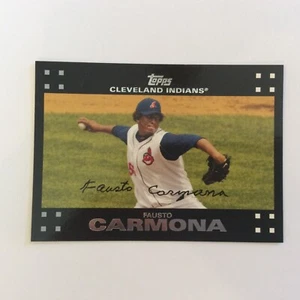 Topps
CLEVELAND INDIANS®
Fausto Carmona
FAUSTO
CARMONA